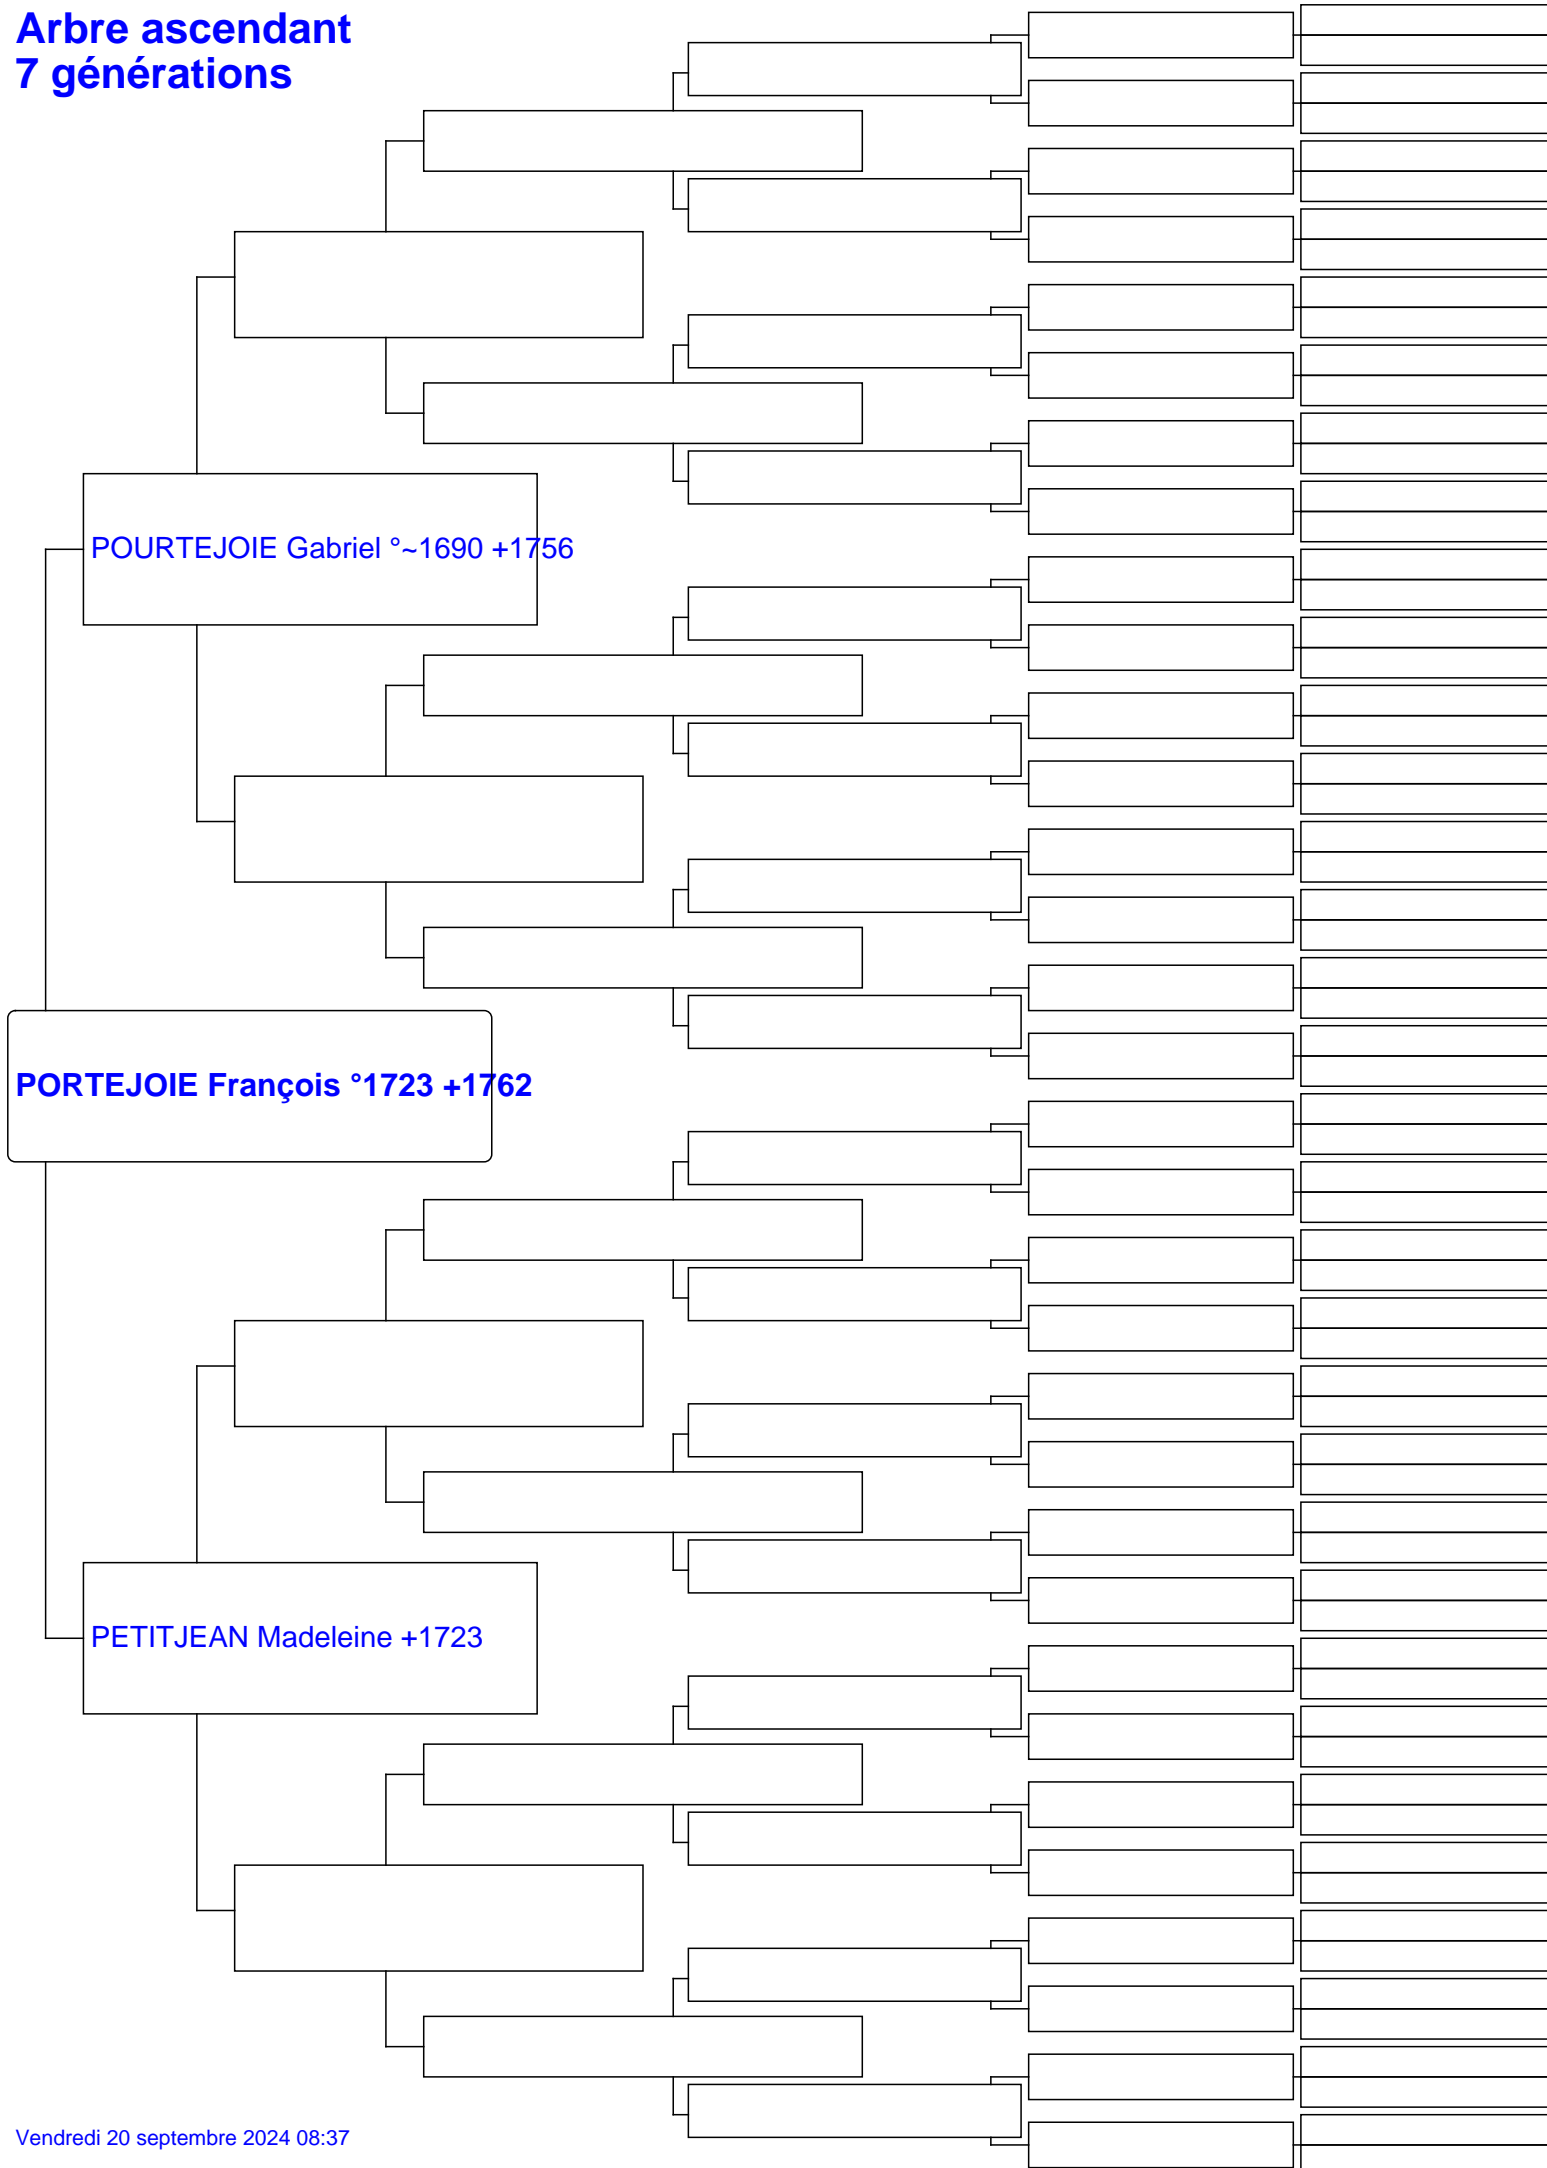 Arbre ascendant
7 générations
POURTEJOIE Gabriel °~1690 +1756
PORTEJOIE François °1723 +1762
PETITJEAN Madeleine +1723
Vendredi 20 septembre 2024 08:37